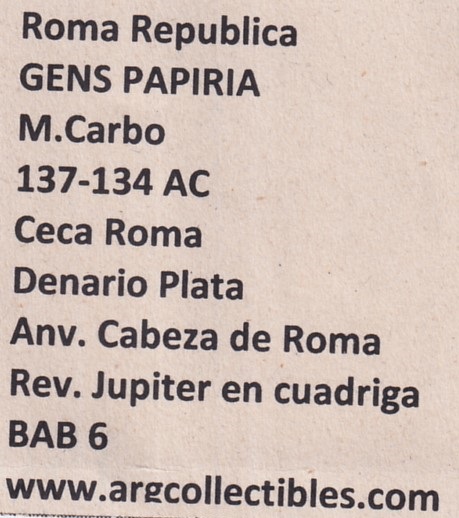 Roma Republica
GENS PAPIRIA
M.Carbo
137-134 AC
Ceca Roma
Denario Plata
Anv. Cabeza de Roma
Rev. Jupiter en cuadriga
BAB 6
www.argcollectibles.com